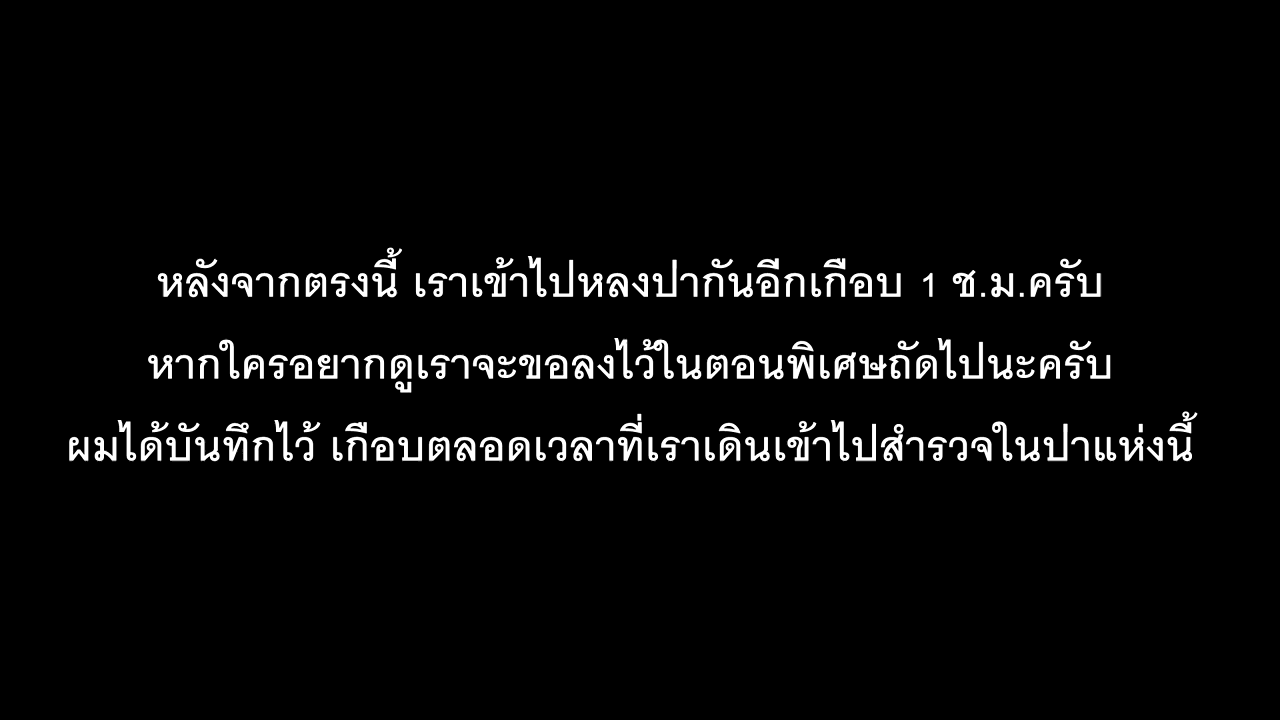 หลังจากตรงนี้ เราเข้าไปหลงปากันอีกเกือบ 1 ช.ม.ครับ
หากใครอยากดูเราจะขอลงไว้ในตอนพิเศษถัดไปนะครับ
ผมได้บันทึกไว้ เกือบตลอดเวลาที่เราเดินเข้าไปสำรวจในปาแห่งนี้